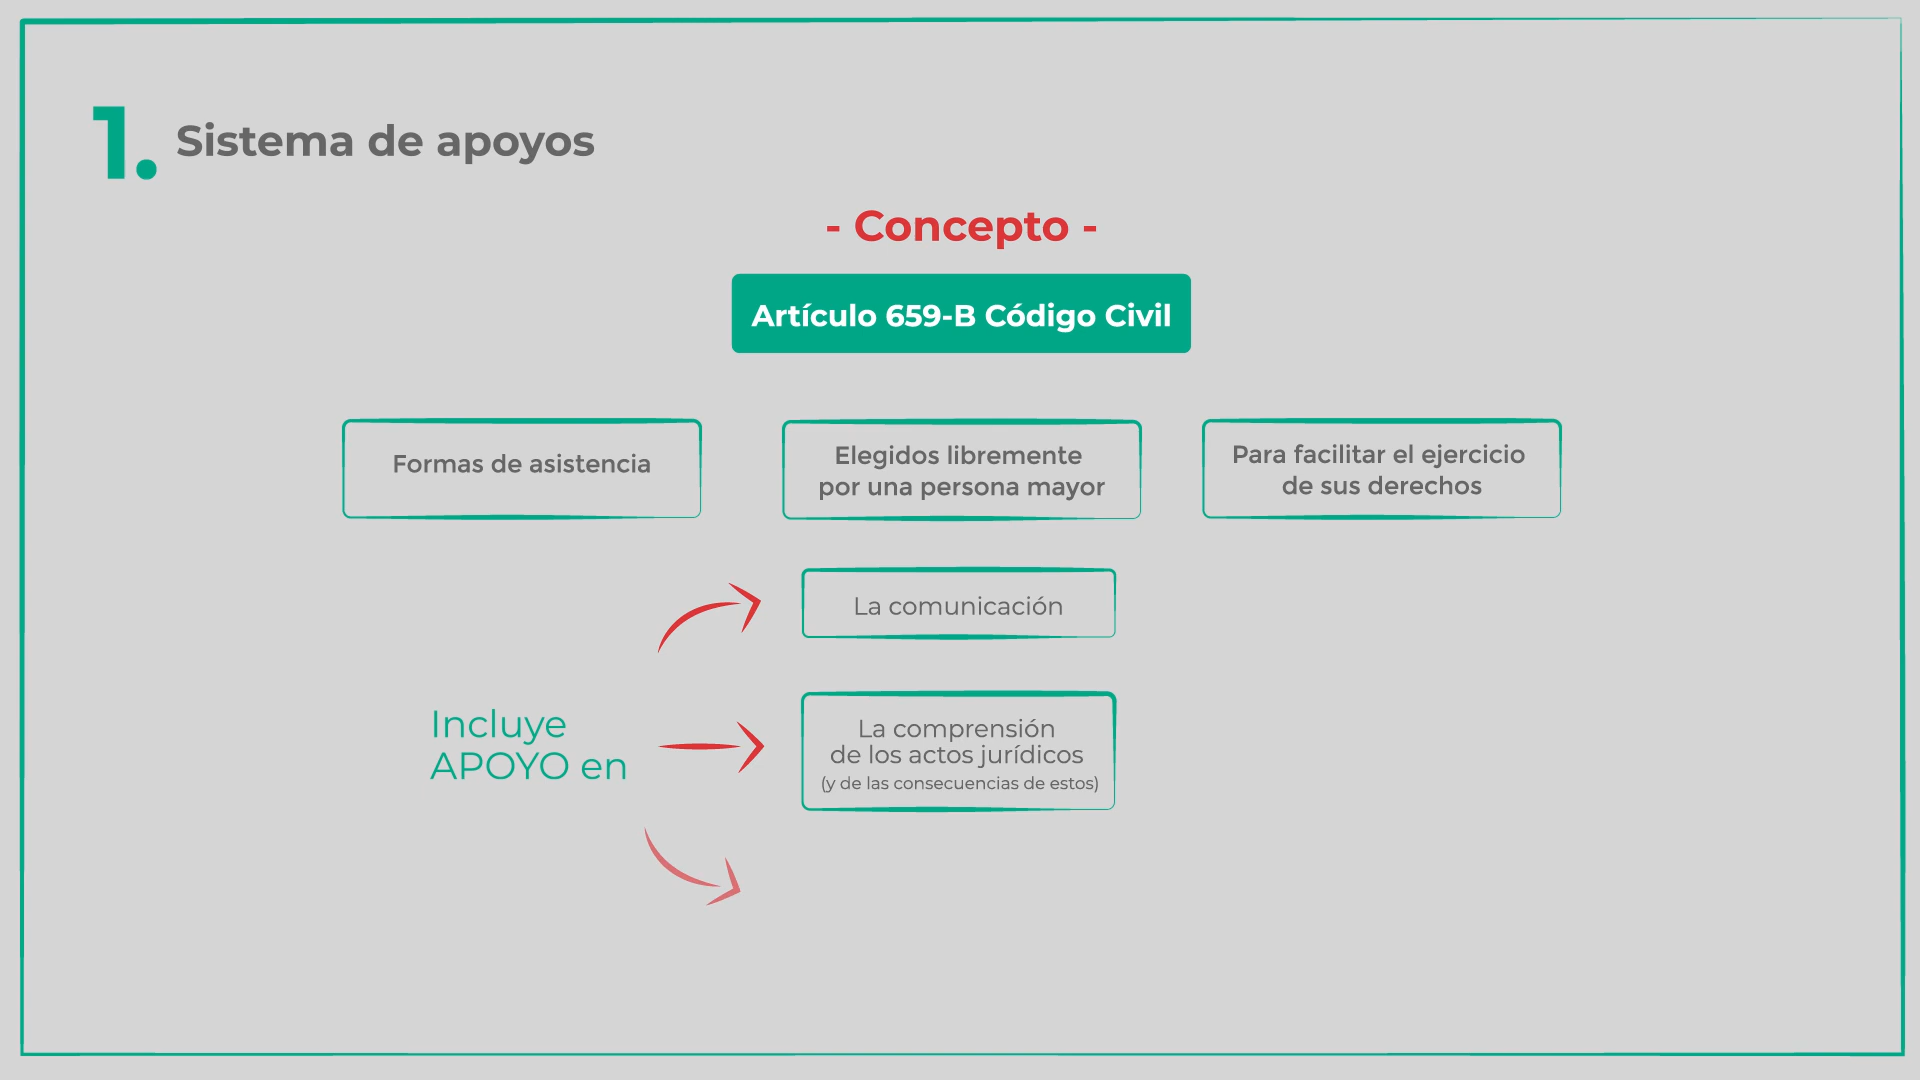 1. Sistema de apoyos
- Concepto -
Artículo 659-B Código Civil
Formas de asistencia
Elegidos libremente
por una persona mayor
Para facilitar el ejercicio
de sus derechos
La comunicación
Incluye
APOYO en
La comprensión
de los actos jurídicos
(y de las consecuencias de estos)